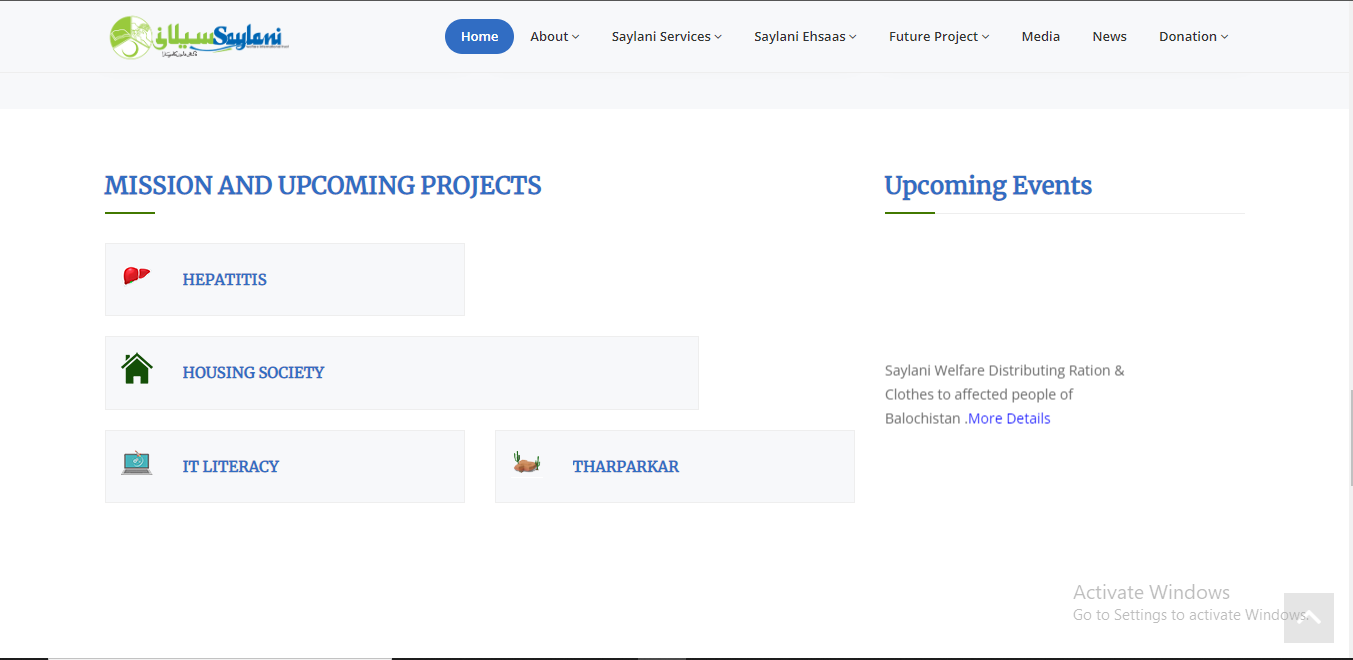 سیلانی Saylani
Home About Saylani Services Saylani Ehsaas Future Project Media News Donation
MISSION AND UPCOMING PROJECTS
HEPATITIS
HOUSING SOCIETY
IT LITERACY
THARPARKAR
Upcoming Events
Saylani Welfare Distributing Ration &
Clothes to affected people of
Balochistan .More Details
Activate Windows
Go to Settings to activate Windows.